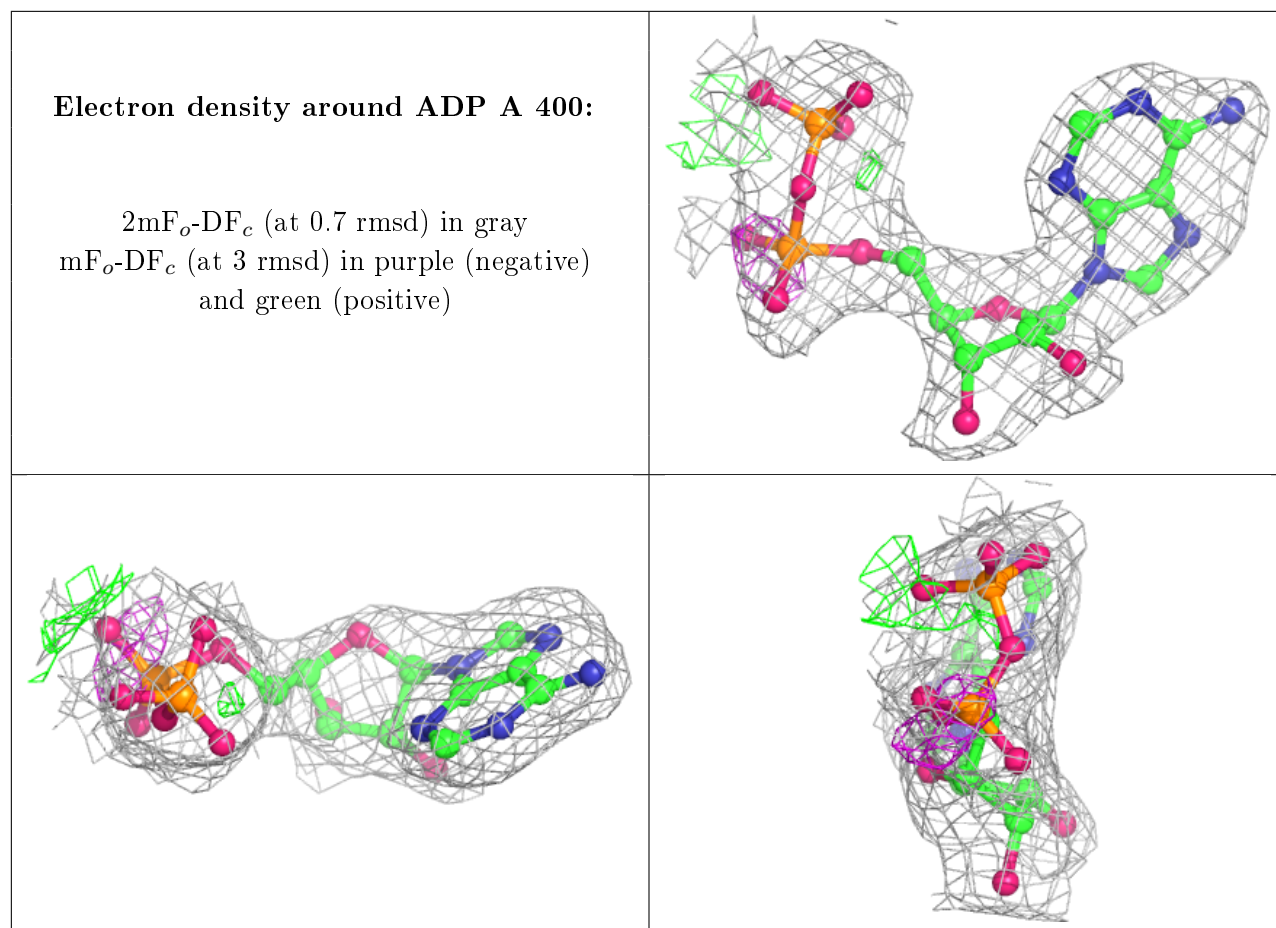 Electron density around ADP A 400:
2mFₒ-DF𝒸 (at 0.7 rmsd) in gray
mFₒ-DF𝒸 (at 3 rmsd) in purple (negative)
and green (positive)